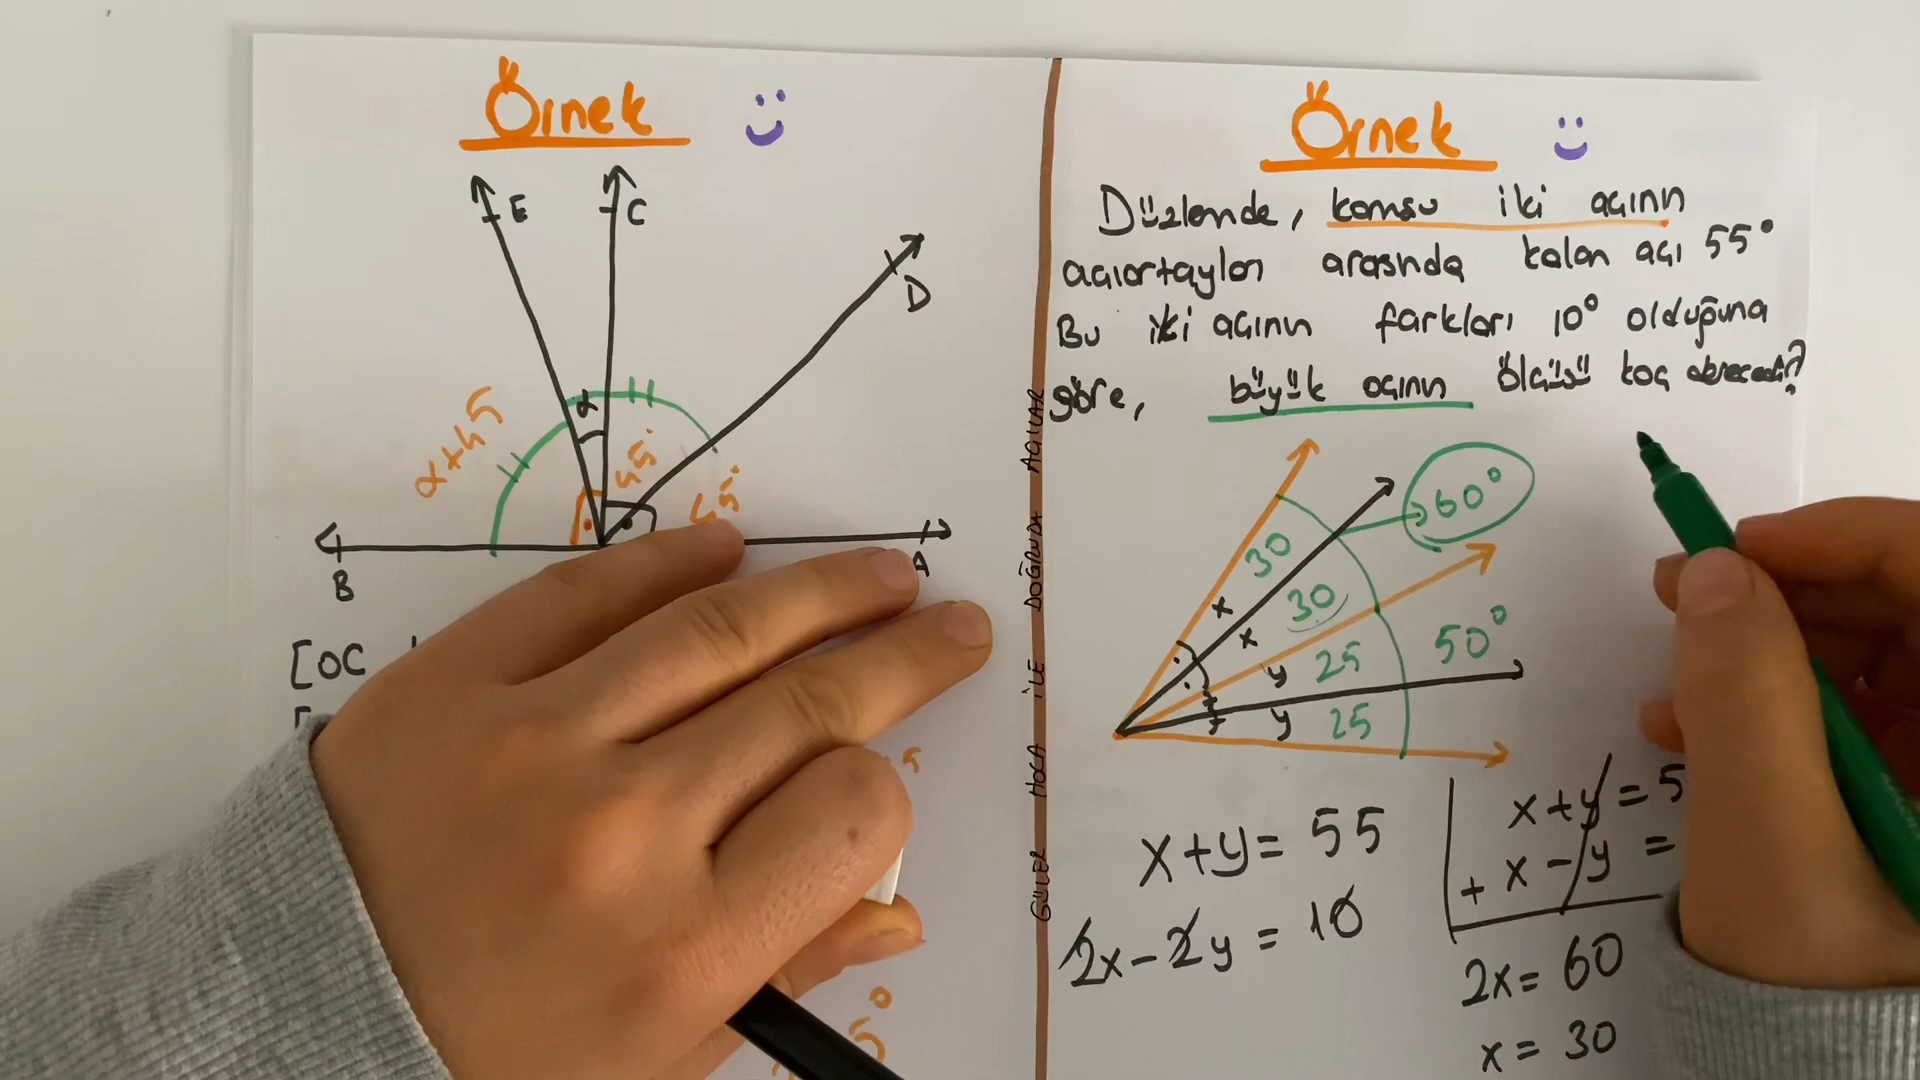 Örnek
E
C
D
α
α+45
45°
45°
B
A
[OC
5°
Örnek
Düzlemde, komşu iki açının
açıortayları arasında kalan açı 55°
Bu iki açının farkları 10° olduğuna
göre, büyük açının ölçüsü kaç derecedir?
60°
30
x
30
x
50°
25
y
25
y
x+y= 55
2x-2y = 10
x+y = 5
+ x-y =
2x= 60
x= 30
GÜLER HOCA İLE DOĞRUDA AÇILAR